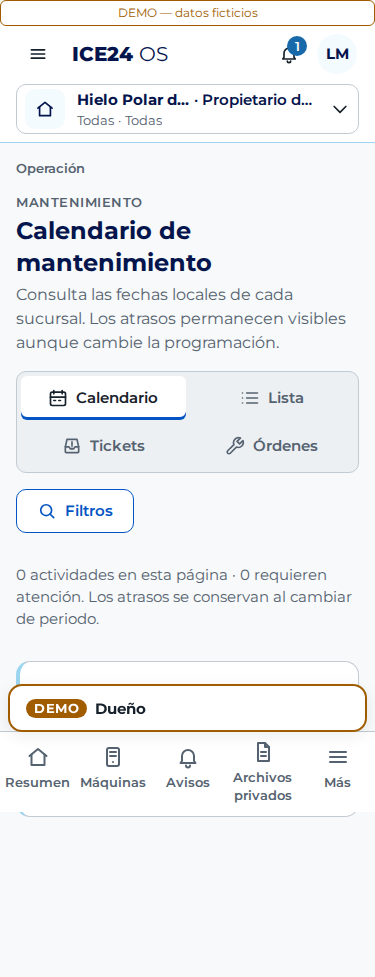 DEMO — datos ficticios
ICE24 OS
1
LM
Hielo Polar d... · Propietario d...
Todas · Todas
Operación
MANTENIMIENTO
Calendario de
mantenimiento
Consulta las fechas locales de cada
sucursal. Los atrasos permanecen visibles
aunque cambie la programación.
Calendario
Lista
Tickets
Órdenes
Filtros
0 actividades en esta página · 0 requieren
atención. Los atrasos se conservan al cambiar
de periodo.
DEMO Dueño
Resumen
Máquinas
Avisos
Archivos
privados
Más